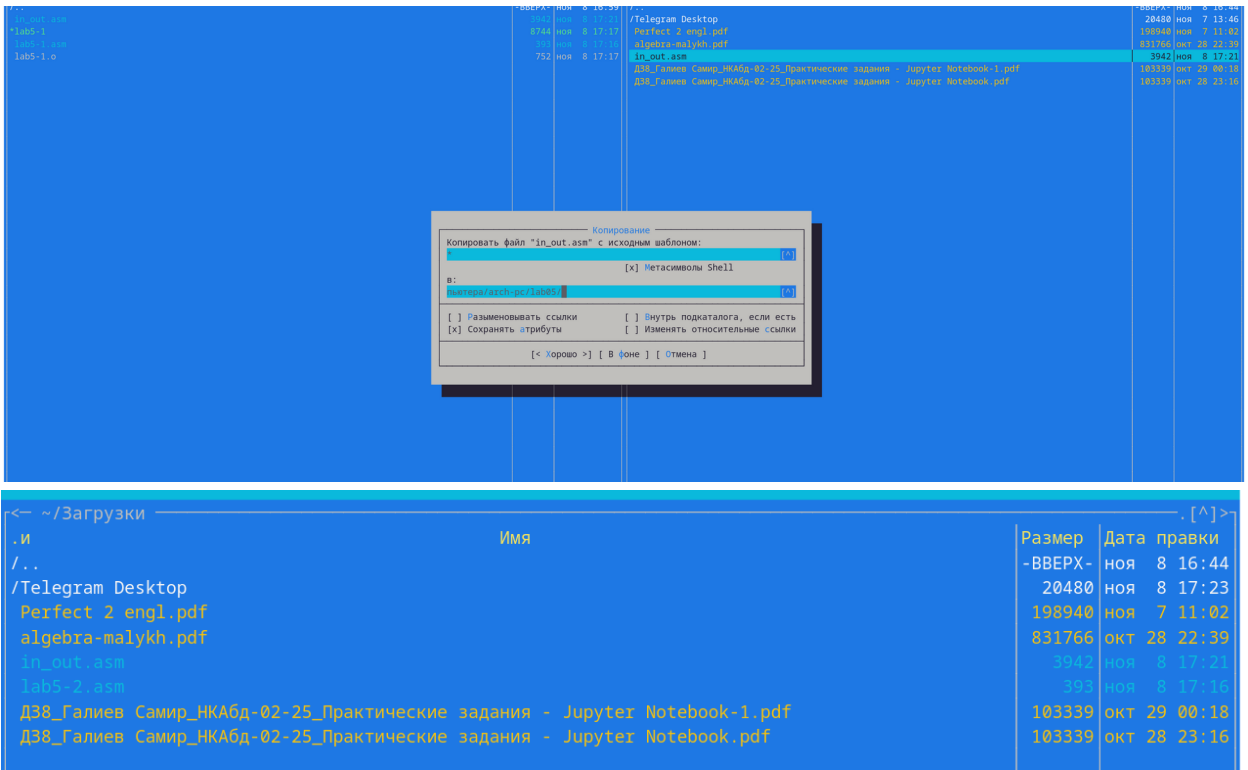 /.. -ВВЕРХ- ноя 8 16:59 /.. -ВВЕРХ- ноя 8 16:44
in_out.asm 3942 ноя 8 17:21 /Telegram Desktop 20480 ноя 7 13:46
*lab5-1 8744 ноя 8 17:17 Perfect 2 engl.pdf 198940 ноя 7 11:02
lab5-1.asm 393 ноя 8 17:16 algebra-malykh.pdf 831766 окт 28 22:39
lab5-1.o 752 ноя 8 17:17 in_out.asm 3942 ноя 8 17:21
ДЗ8_Галиев Самир_НКАбд-02-25_Практические задания - Jupyter Notebook-1.pdf 103339 окт 29 00:18
ДЗ8_Галиев Самир_НКАбд-02-25_Практические задания - Jupyter Notebook.pdf 103339 окт 28 23:16
Копирование
Копировать файл "in_out.asm" с исходным шаблоном:
* [^]
[x] Метасимволы Shell
в:
пьютера/arch-pc/lab05/ [^]
[ ] Разыменовывать ссылки [ ] Внутрь подкаталога, если есть
[x] Сохранять атрибуты [ ] Изменять относительные ссылки
[< Хорошо >] [ В фоне ] [ Отмена ]
<— ~/Загрузки .[^]>
.и Имя Размер Дата правки
/.. -ВВЕРХ- ноя 8 16:44
/Telegram Desktop 20480 ноя 8 17:23
Perfect 2 engl.pdf 198940 ноя 7 11:02
algebra-malykh.pdf 831766 окт 28 22:39
in_out.asm 3942 ноя 8 17:21
lab5-2.asm 393 ноя 8 17:16
ДЗ8_Галиев Самир_НКАбд-02-25_Практические задания - Jupyter Notebook-1.pdf 103339 окт 29 00:18
ДЗ8_Галиев Самир_НКАбд-02-25_Практические задания - Jupyter Notebook.pdf 103339 окт 28 23:16